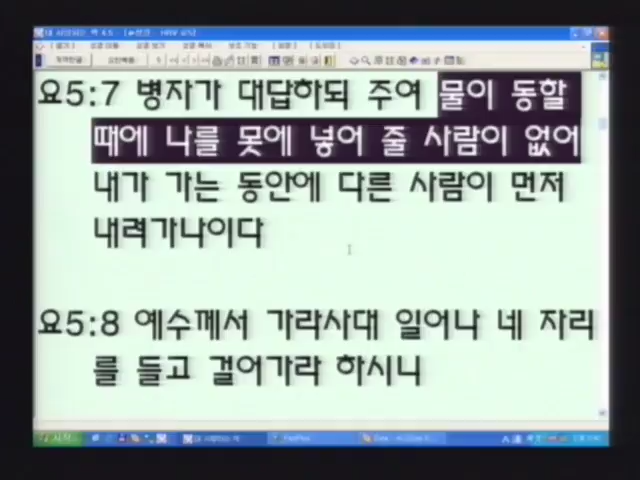 요5:7 병자가 대답하되 주여 물이 동할
때에 나를 못에 넣어 줄 사람이 없어
내가 가는 동안에 다른 사람이 먼저
내려가나이다
요5:8 예수께서 가라사대 일어나 네 자리
를 들고 걸어가라 하시니